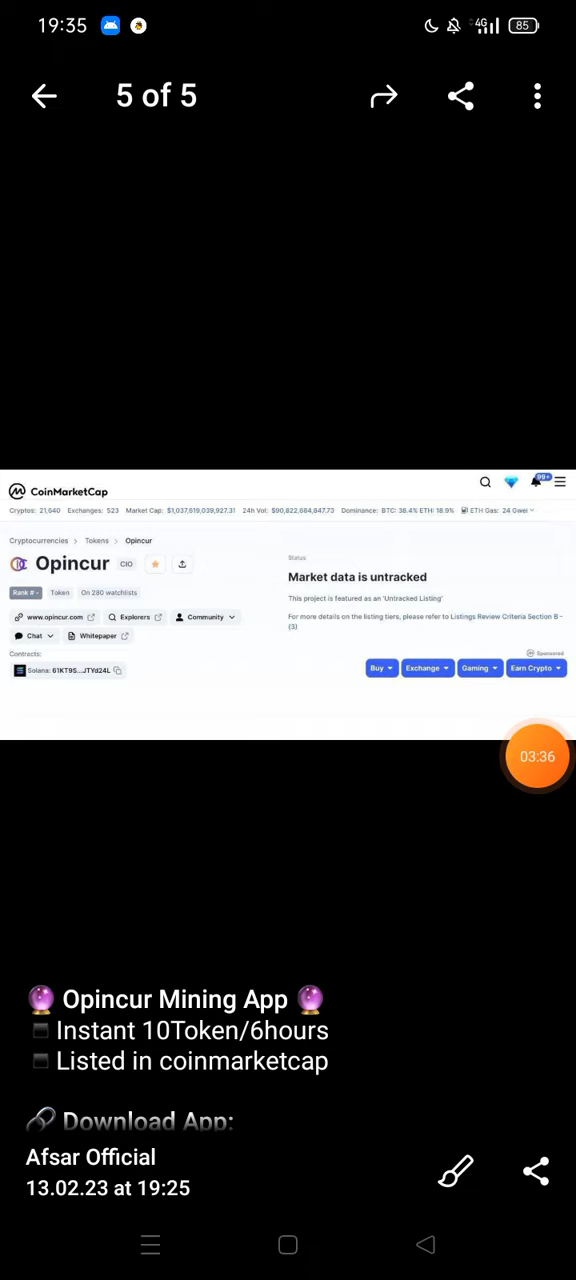 19:35
4G
85
5 of 5
CoinMarketCap
99+
Cryptos: 21,640 Exchanges: 523 Market Cap: $1,037,619,039,927.31 24h Vol: $90,822,684,847.73 Dominance: BTC: 38.4% ETH: 18.9% ETH Gas: 24 Gwei
Cryptocurrencies > Tokens > Opincur
Opincur CIO
Rank # - Token On 280 watchlists
www.opincur.com Explorers Community
Chat Whitepaper
Contracts:
Solana: 61KT9S...JTYd24L
Status
Market data is untracked
This project is featured as an 'Untracked Listing'
For more details on the listing tiers, please refer to Listings Review Criteria Section B -
(3)
Sponsored
Buy Exchange Gaming Earn Crypto
03:36
🔮 Opincur Mining App 🔮
▪️ Instant 10Token/6hours
▪️ Listed in coinmarketcap
🔗 Download App:
Afsar Official
13.02.23 at 19:25